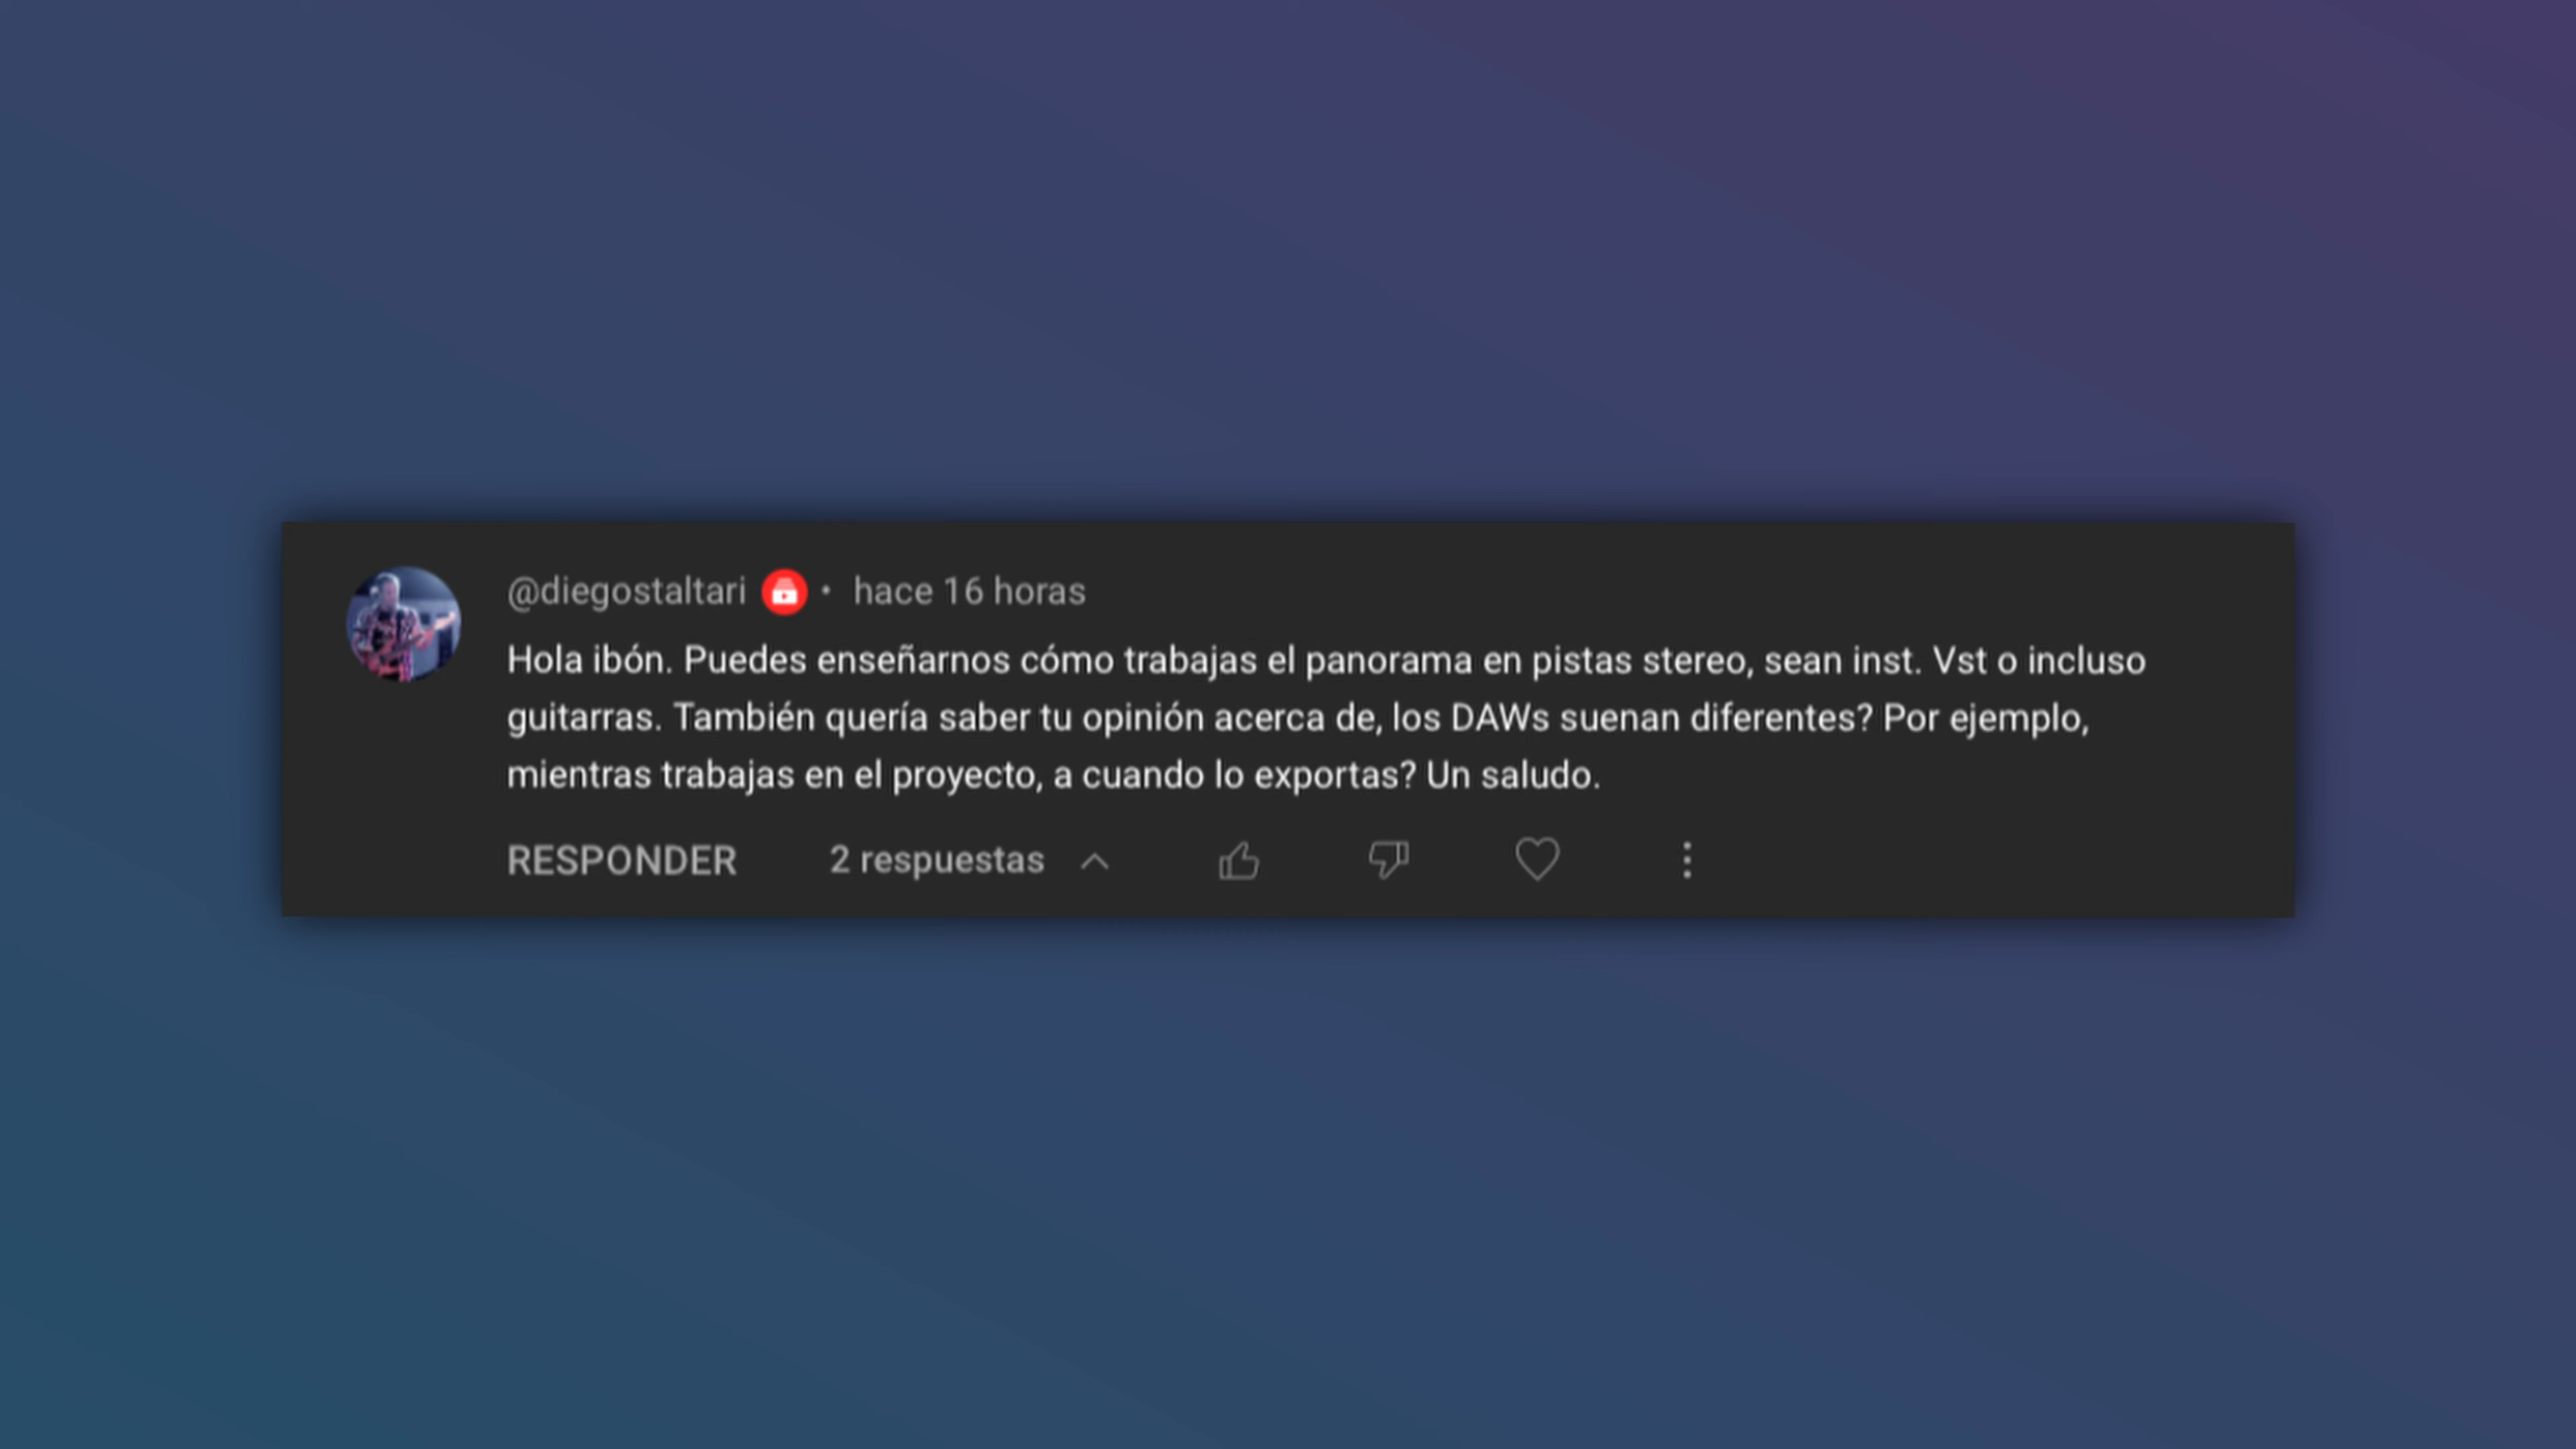 @diegostaltari • hace 16 horas
Hola ibón. Puedes enseñarnos cómo trabajas el panorama en pistas stereo, sean inst. Vst o incluso
guitarras. También quería saber tu opinión acerca de, los DAWs suenan diferentes? Por ejemplo,
mientras trabajas en el proyecto, a cuando lo exportas? Un saludo.
RESPONDER 2 respuestas